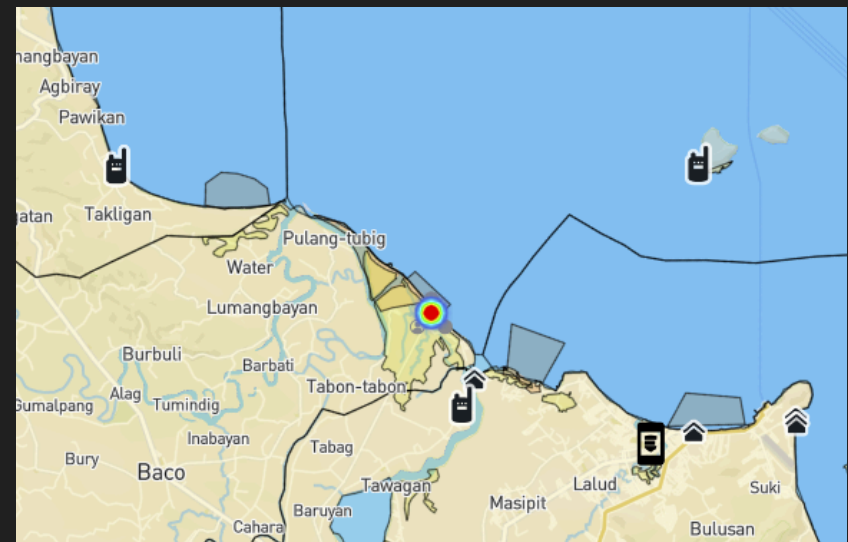 nangbayan
Agbiray
Pawikan
gatan
Takligan
Pulang-tubig
Water
Lumangbayan
Burbuli
Barbati
Alag
Tabon-tabon
Gumalpang
Tumindig
Inabayan
Tabag
Bury
Baco
Tawagan
Lalud
Suki
Masipit
Baruyan
Cahara
Bulusan